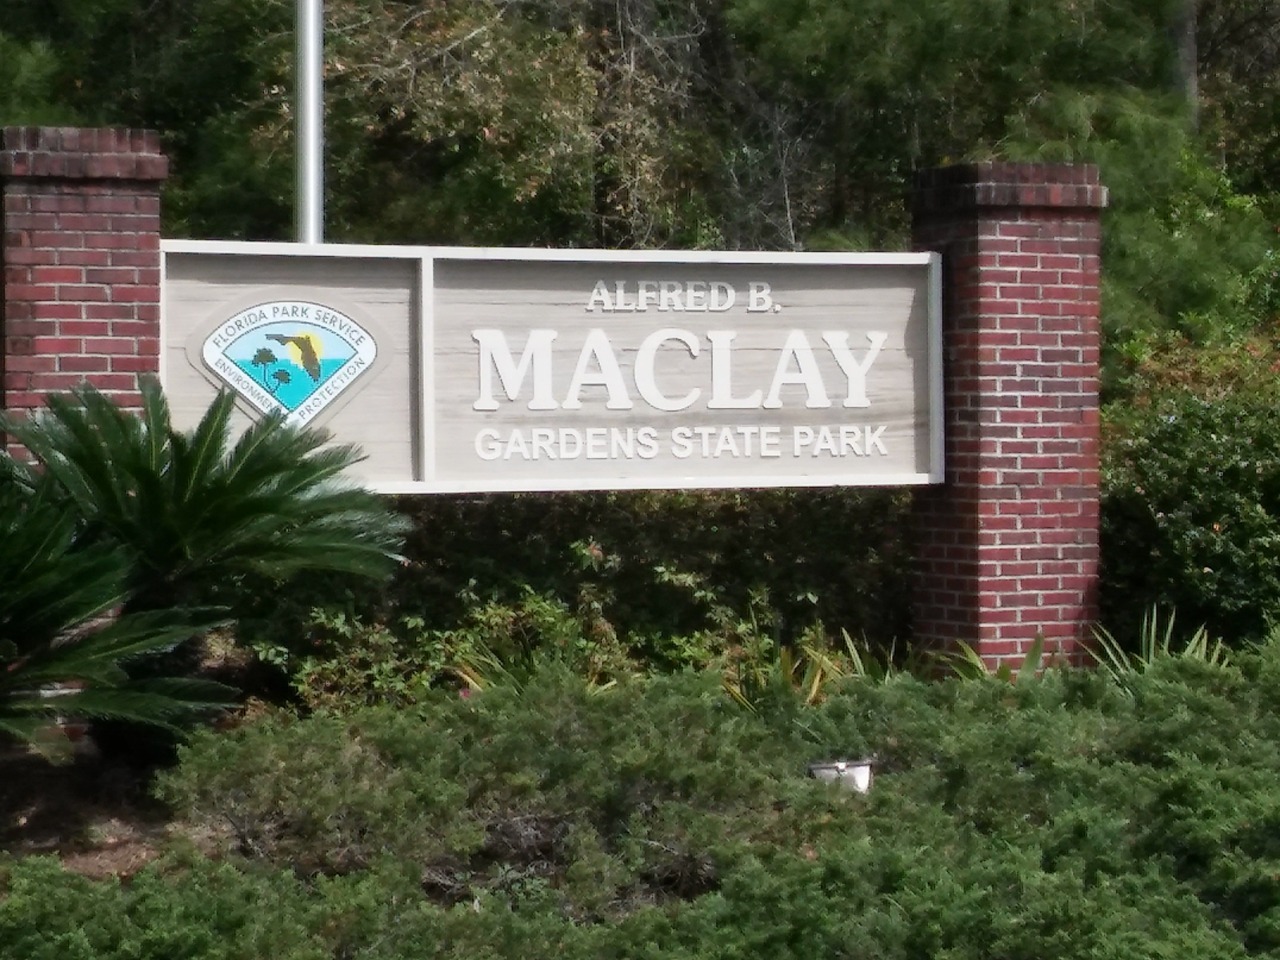 FLORIDA PARK SERVICE
ENVIRONMENTAL PROTECTION
ALFRED B.
MACLAY
GARDENS STATE PARK